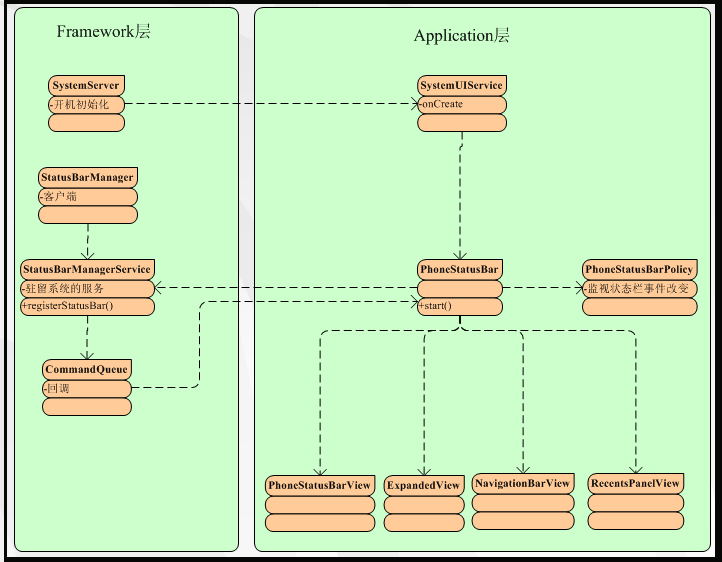 Framework层
Application层
SystemServer
-开机初始化
SystemUIService
-onCreate
StatusBarManager
-客户端
StatusBarManagerService
-驻留系统的服务
+registerStatusBar()
PhoneStatusBar
+start()
PhoneStatusBarPolicy
-监视状态栏事件改变
CommandQueue
-回调
PhoneStatusBarView
ExpandedView
NavigationBarView
RecentsPanelView